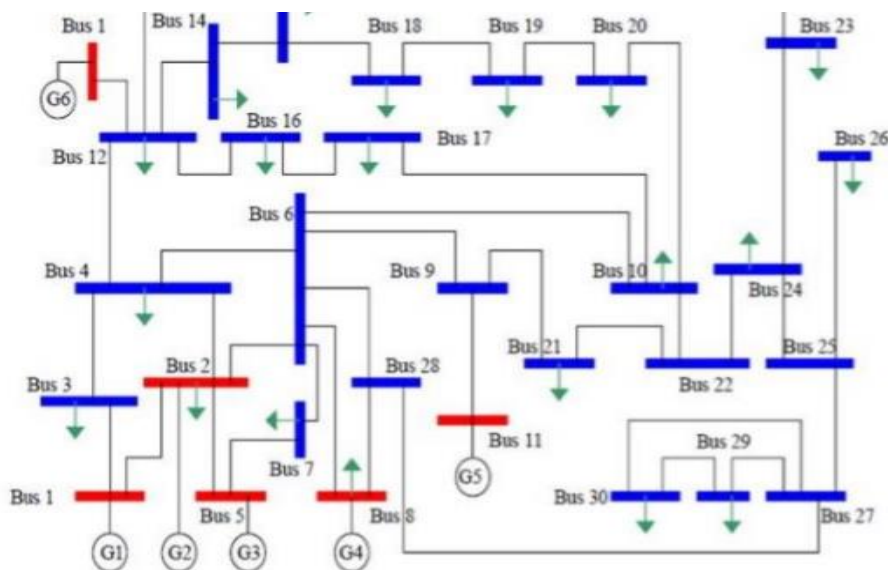 Bus 1
Bus 14
Bus 18
Bus 19
Bus 20
Bus 23
G6
Bus 16
Bus 12
Bus 17
Bus 26
Bus 6
Bus 4
Bus 9
Bus 10
Bus 24
Bus 2
Bus 28
Bus 21
Bus 25
Bus 3
Bus 22
Bus 7
Bus 11
Bus 29
G5
Bus 1
Bus 5
Bus 8
Bus 30
Bus 27
G1
G2
G3
G4